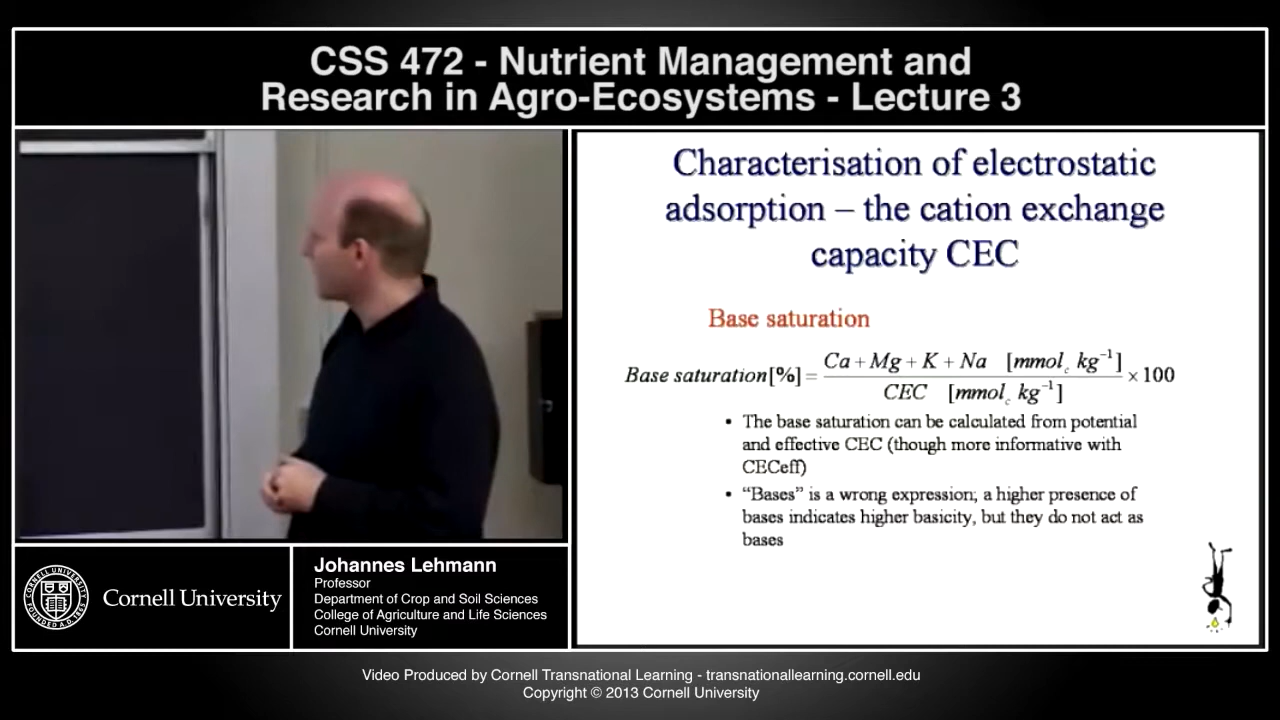 CSS 472 - Nutrient Management and
Research in Agro-Ecosystems - Lecture 3
Characterisation of electrostatic
adsorption – the cation exchange
capacity CEC
Base saturation
Base saturation[%] = Ca + Mg + K + Na [mmol_c kg⁻¹] / CEC [mmol_c kg⁻¹] × 100
• The base saturation can be calculated from potential
and effective CEC (though more informative with
CECeff)
• “Bases” is a wrong expression; a higher presence of
bases indicates higher basicity, but they do not act as
bases
Cornell University
Johannes Lehmann
Professor
Department of Crop and Soil Sciences
College of Agriculture and Life Sciences
Cornell University
Video Produced by Cornell Transnational Learning - transnationallearning.cornell.edu
Copyright © 2013 Cornell University